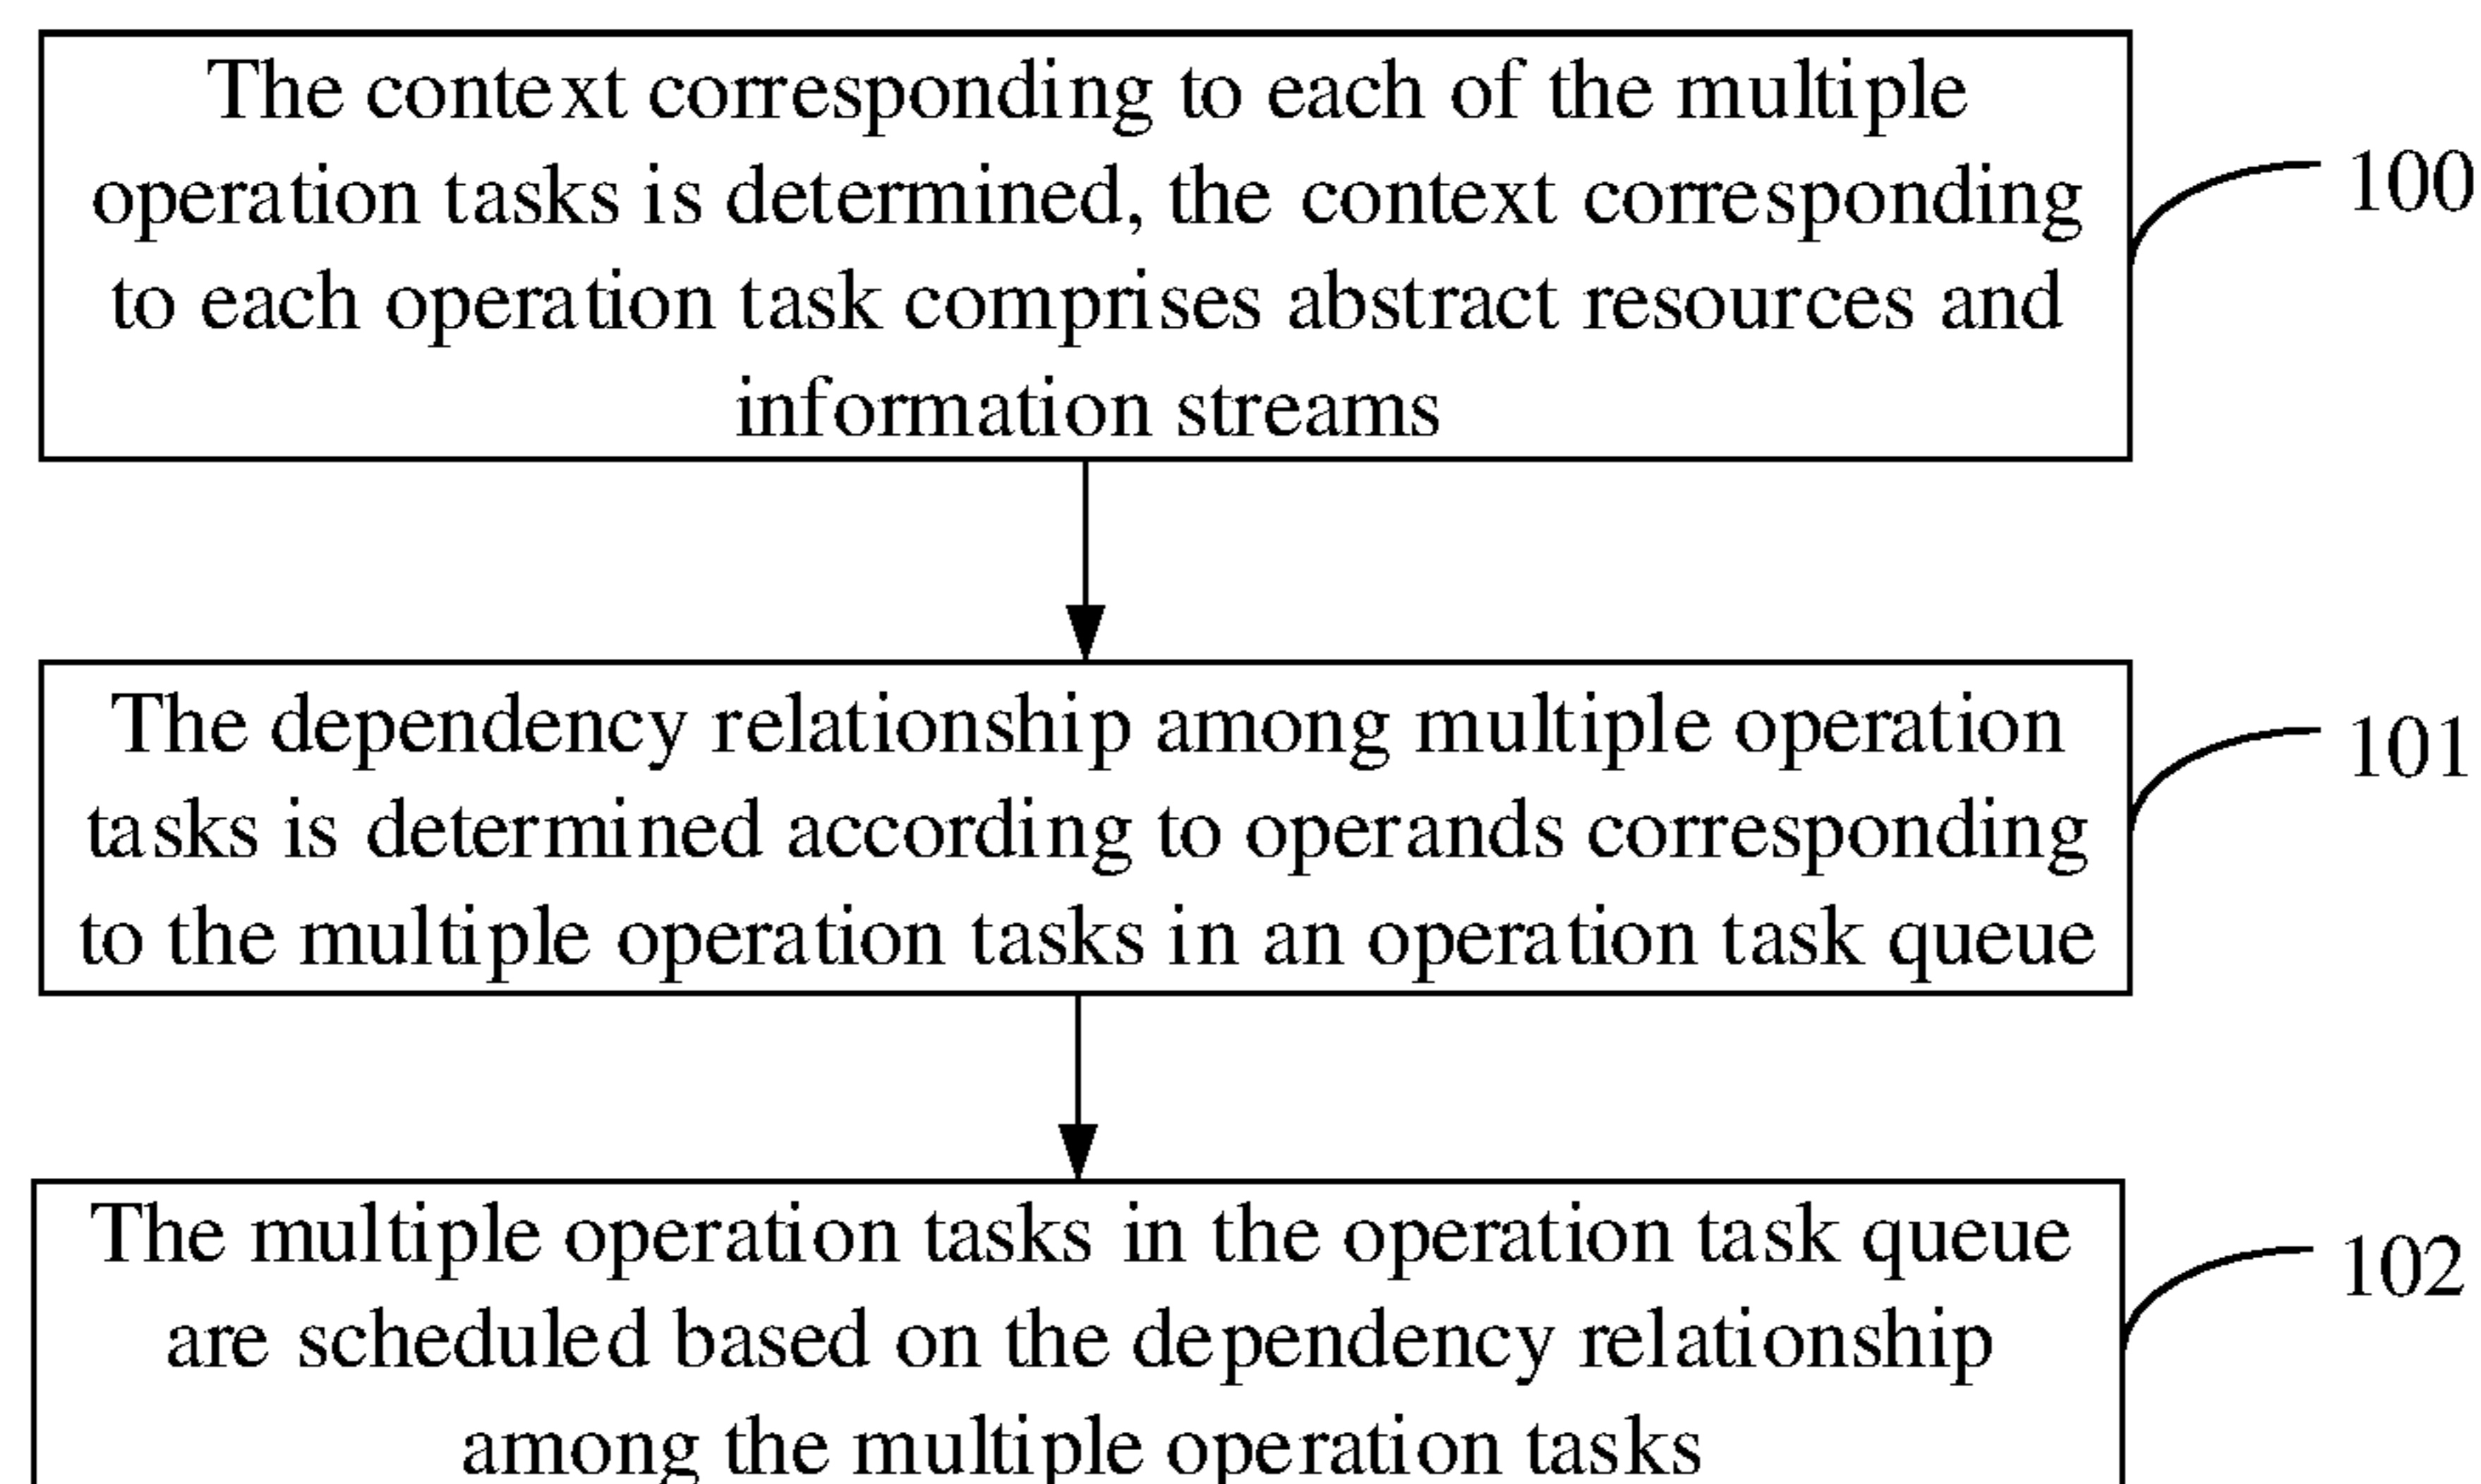 The context corresponding to each of the multiple
operation tasks is determined, the context corresponding
to each operation task comprises abstract resources and
information streams
100
The dependency relationship among multiple operation
tasks is determined according to operands corresponding
to the multiple operation tasks in an operation task queue
101
The multiple operation tasks in the operation task queue
are scheduled based on the dependency relationship
among the multiple operation tasks
102